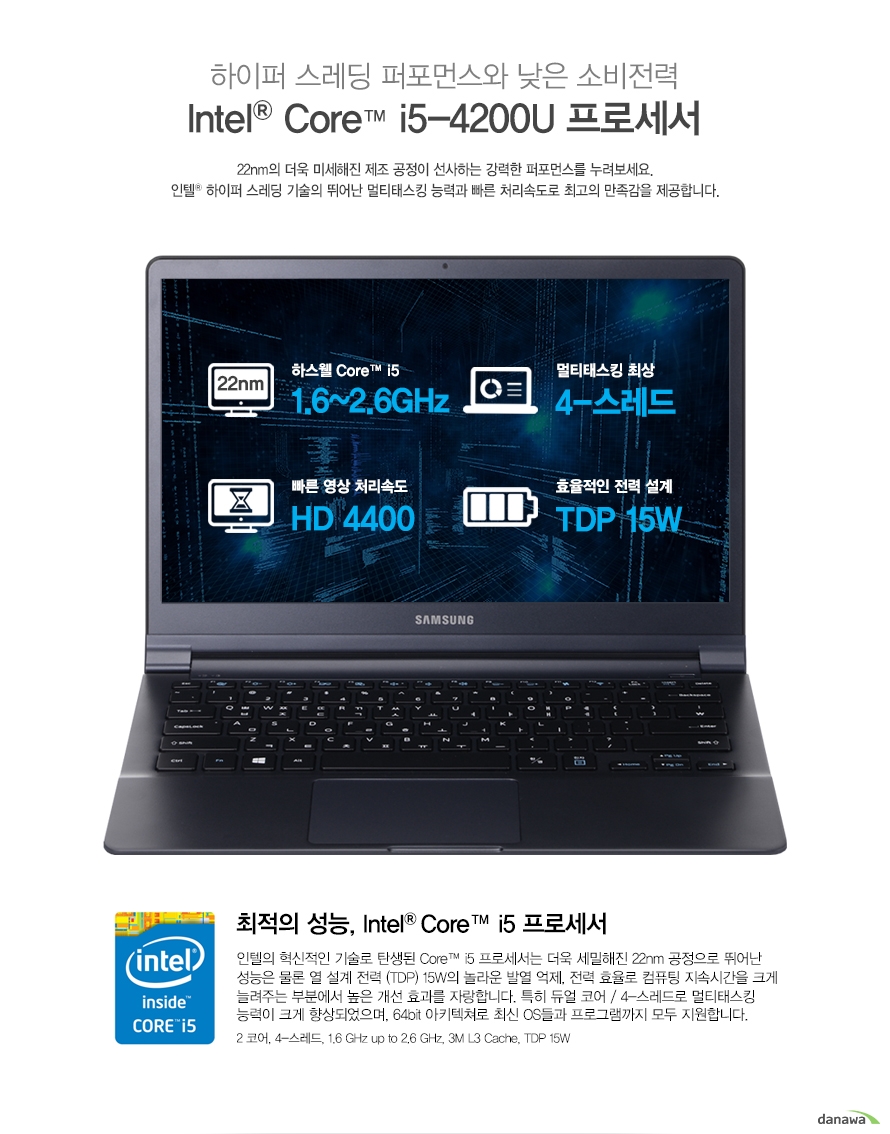 하이퍼 스레딩 퍼포먼스와 낮은 소비전력
Intel® Core™ i5-4200U 프로세서
22nm의 더욱 미세해진 제조 공정이 선사하는 강력한 퍼포먼스를 누려보세요.
인텔® 하이퍼 스레딩 기술의 뛰어난 멀티태스킹 능력과 빠른 처리속도로 최고의 만족감을 제공합니다.
22nm
하스웰 Core™ i5
1.6~2.6GHz
멀티태스킹 최상
4-스레드
빠른 영상 처리속도
HD 4400
효율적인 전력 설계
TDP 15W
SAMSUNG
최적의 성능, Intel® Core™ i5 프로세서
인텔의 혁신적인 기술로 탄생된 Core™ i5 프로세서는 더욱 세밀해진 22nm 공정으로 뛰어난
성능은 물론 열 설계 전력 (TDP) 15W의 놀라운 발열 억제, 전력 효율로 컴퓨팅 지속시간을 크게
늘려주는 부분에서 높은 개선 효과를 자랑합니다. 특히 듀얼 코어 / 4-스레드로 멀티태스킹
능력이 크게 향상되었으며, 64bit 아키텍쳐로 최신 OS들과 프로그램까지 모두 지원합니다.
2 코어, 4-스레드, 1.6 GHz up to 2.6 GHz, 3M L3 Cache, TDP 15W
intel®
inside™
CORE™ i5
danawa